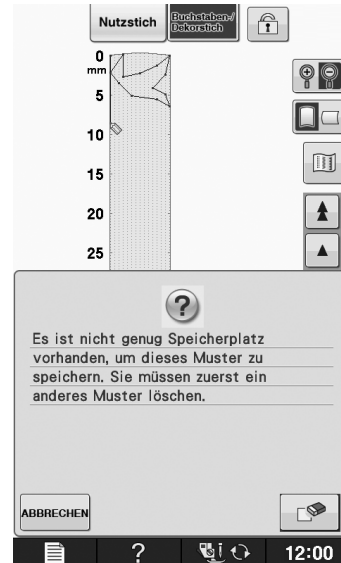 Nutzstich
Buchstaben-/
Dekorstich
0
mm
5
10
15
20
25
?
Es ist nicht genug Speicherplatz
vorhanden, um dieses Muster zu
speichern. Sie müssen zuerst ein
anderes Muster löschen.
ABBRECHEN
?
12:00